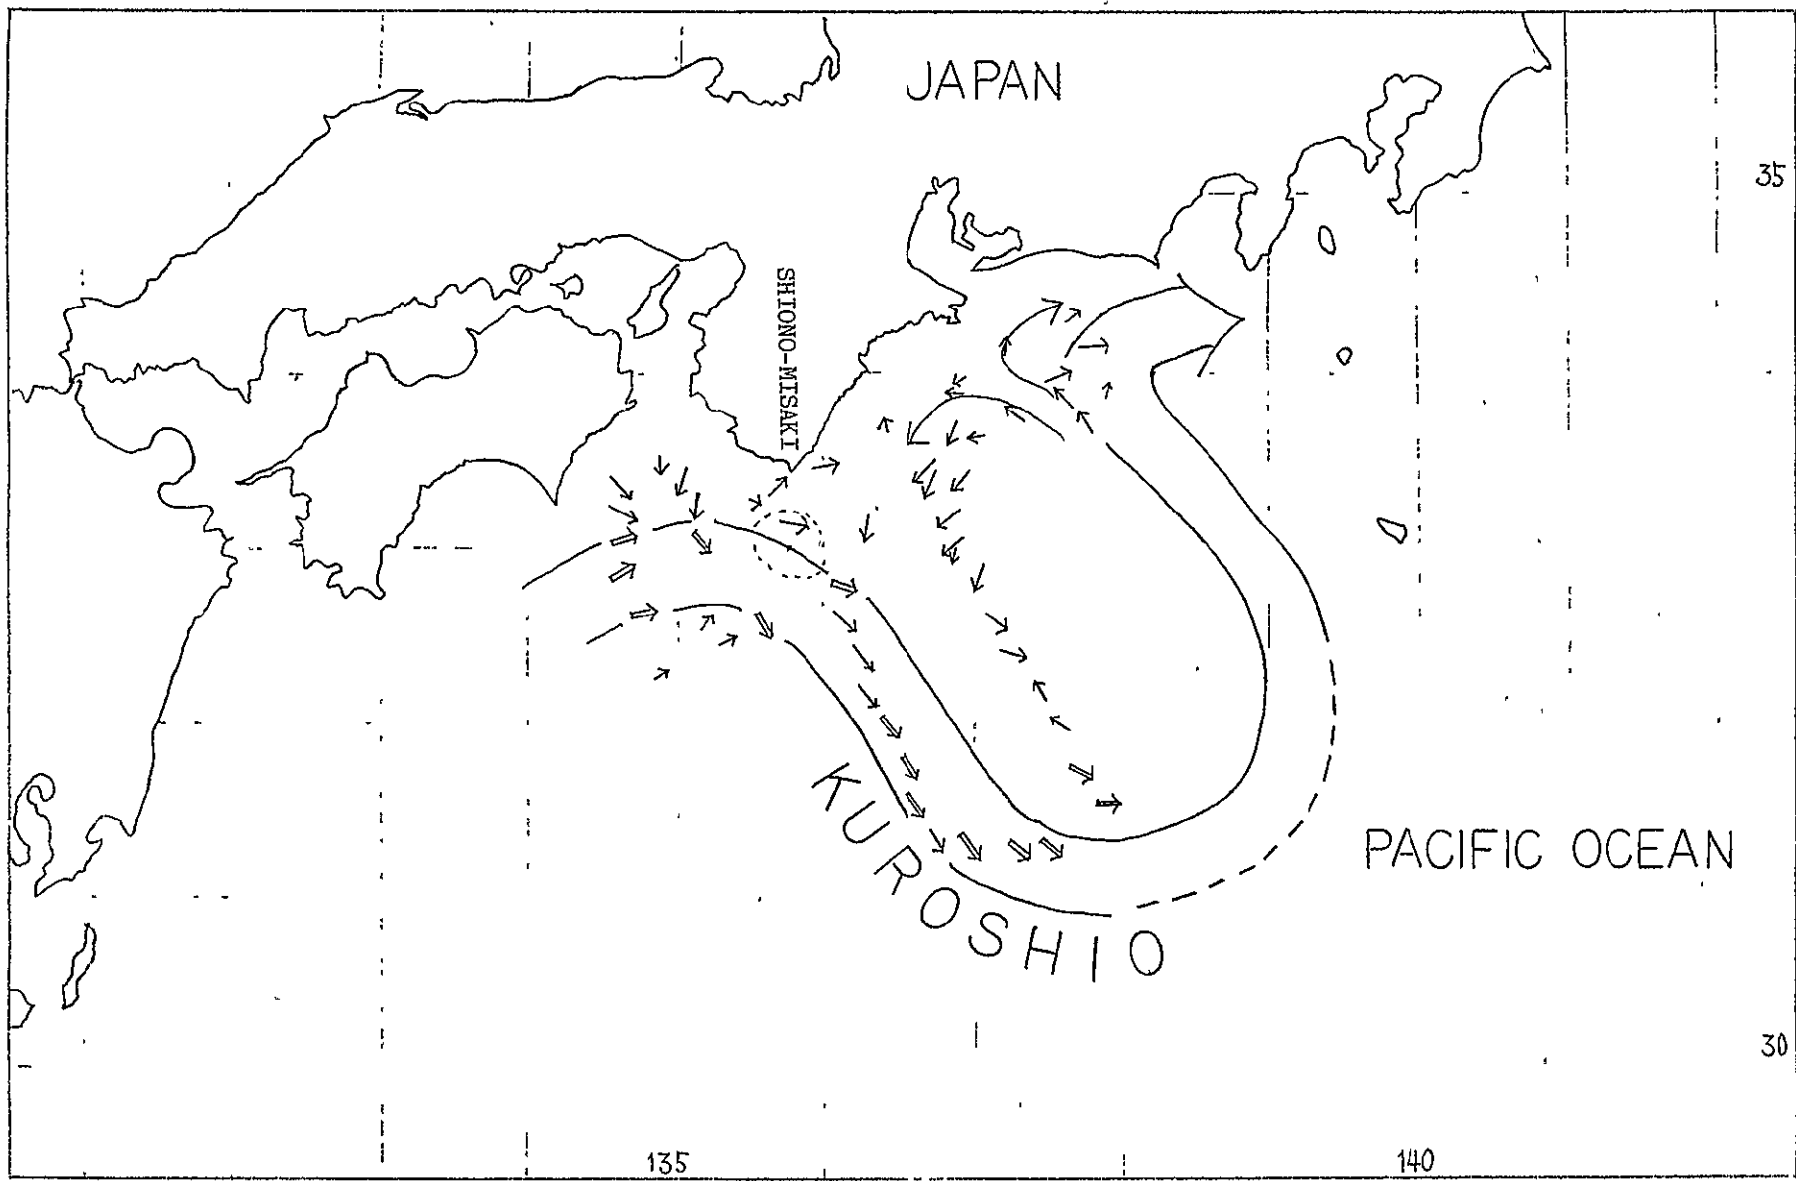 JAPAN
35
SHIONO-MISAKI
KUROSHIO
PACIFIC OCEAN
30
135
140